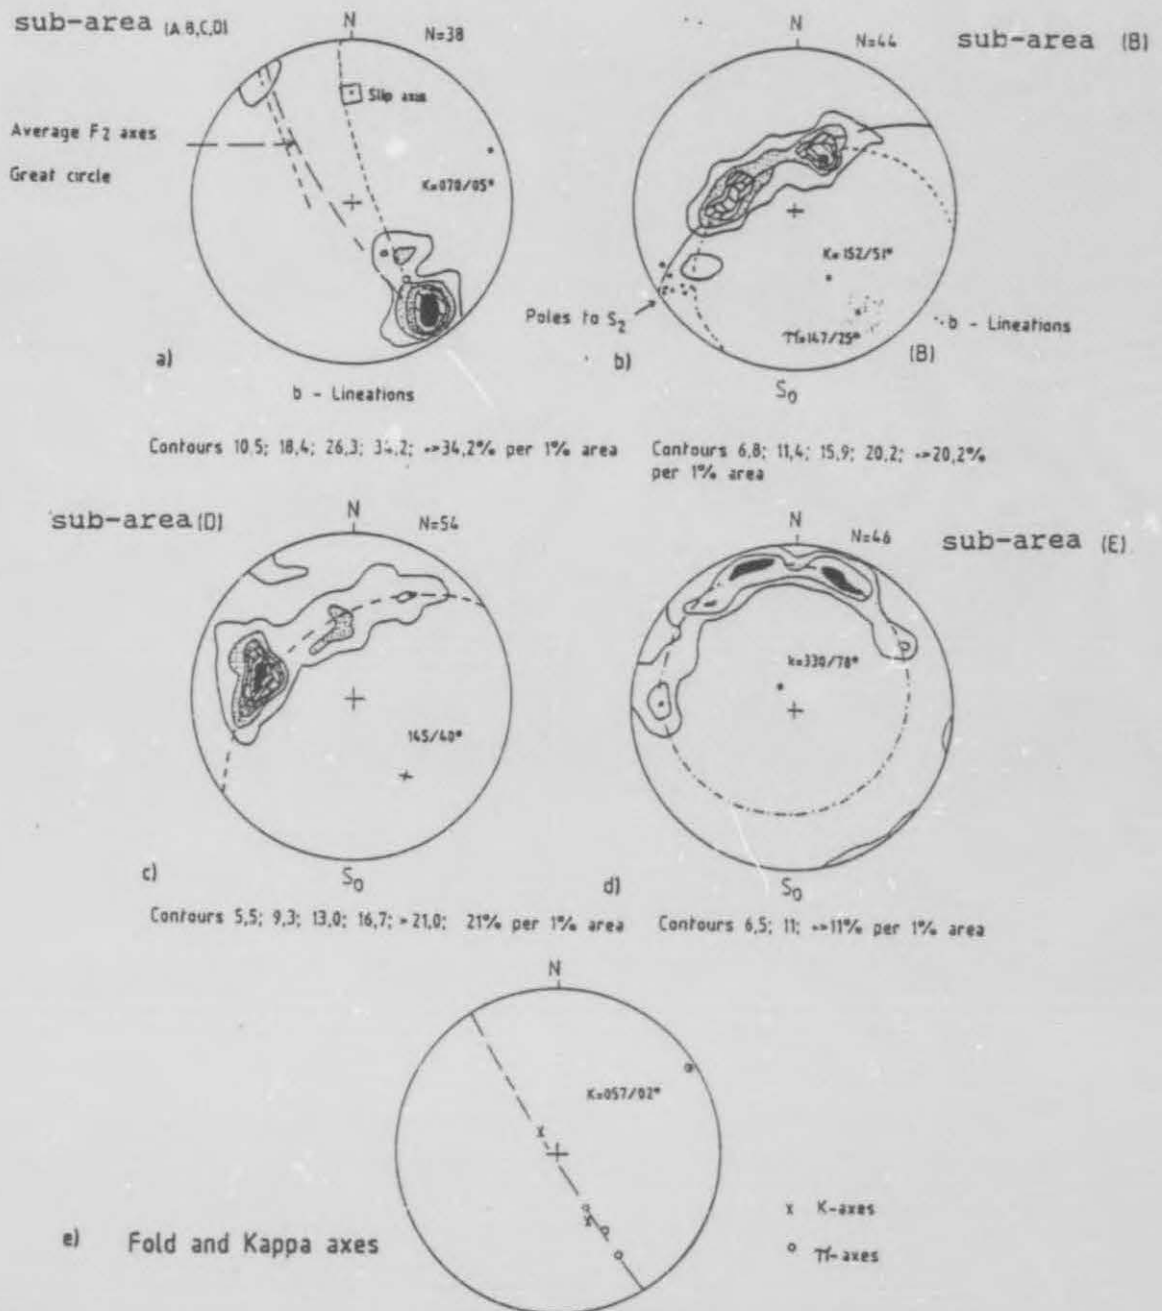 sub-area (A.B,C,D)
N
N=38
Slip axis
Average F2 axes
Great circle
K=070/05°
a)
b - Lineations
Contours 10,5; 18,4; 26,3; 34,2; ->34,2% per 1% area
N
N=44
sub-area (B)
K=152/51°
Poles to S2
π=147/25°
b - Lineations
(B)
b)
S0
Contours 6,8; 11,4; 15,9; 20,2; ->20,2%
per 1% area
sub-area (D)
N
N=54
145/40°
c)
S0
Contours 5,5; 9,3; 13,0; 16,7; >21,0; 21% per 1% area
N
N=46
sub-area (E)
k=330/78°
d)
S0
Contours 6,5; 11; ->11% per 1% area
N
K=057/02°
x K-axes
o π-axes
e) Fold and Kappa axes